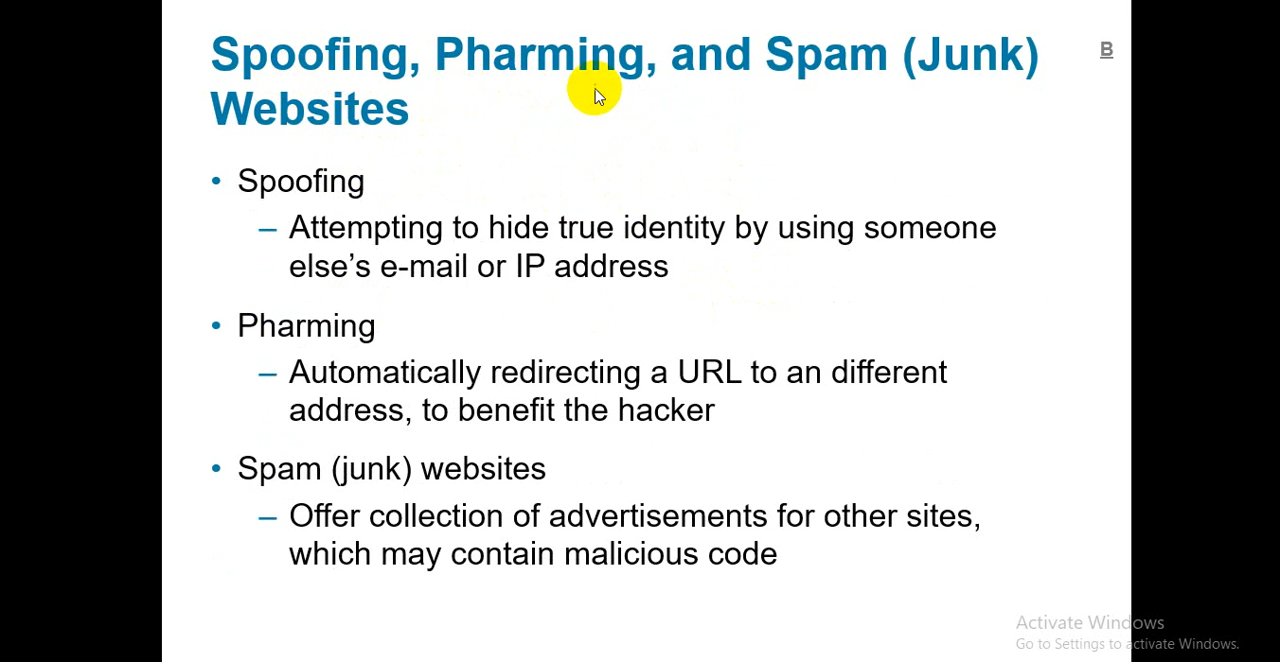 Spoofing, Pharming, and Spam (Junk)
Websites
B
• Spoofing
– Attempting to hide true identity by using someone
else’s e-mail or IP address
• Pharming
– Automatically redirecting a URL to an different
address, to benefit the hacker
• Spam (junk) websites
– Offer collection of advertisements for other sites,
which may contain malicious code
Activate Windows
Go to Settings to activate Windows.